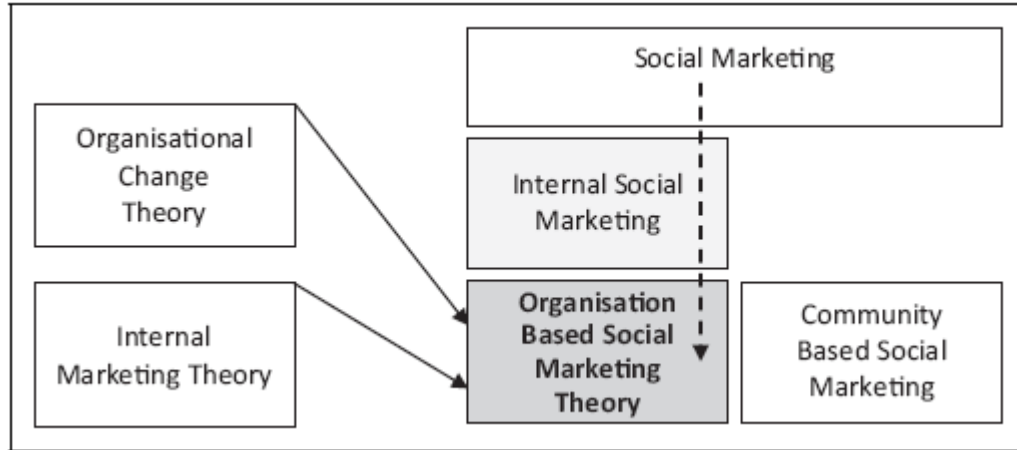 Social Marketing
Organisational
Change
Theory
Internal Social
Marketing
Internal
Marketing Theory
Organisation
Based Social
Marketing
Theory
Community
Based Social
Marketing